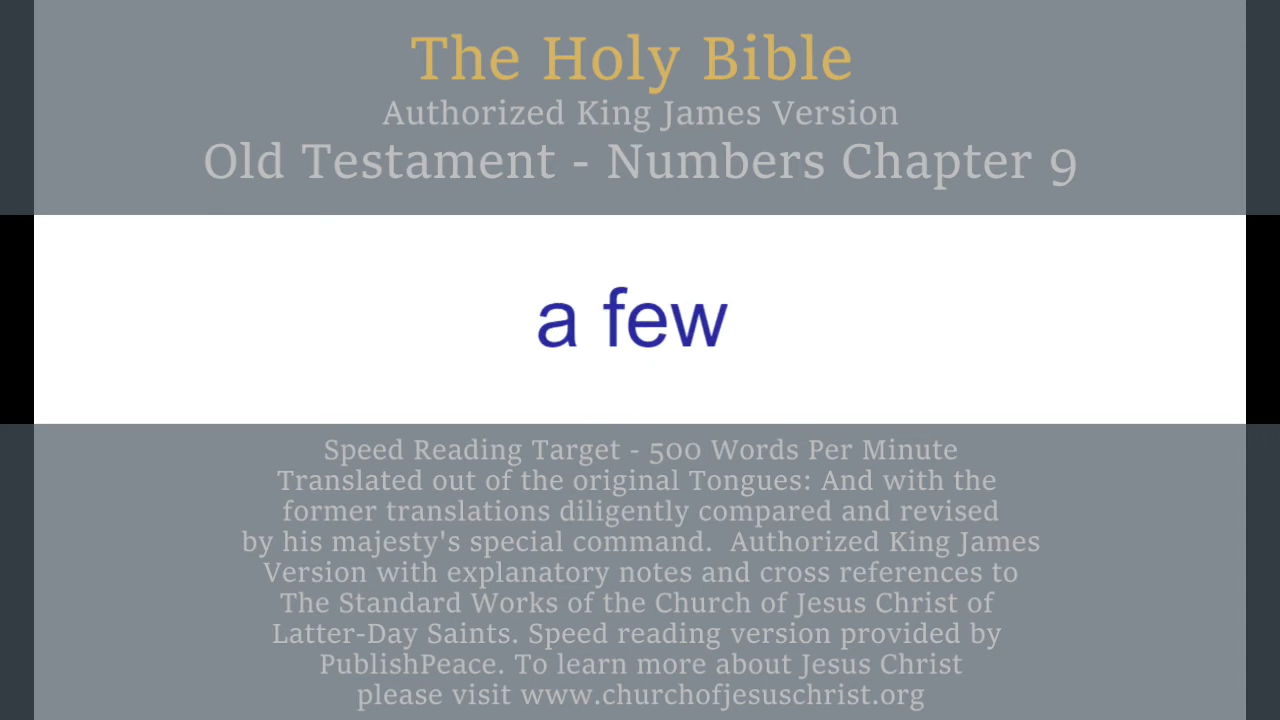 The Holy Bible
Authorized King James Version
Old Testament - Numbers Chapter 9
a few
Speed Reading Target - 500 Words Per Minute
Translated out of the original Tongues: And with the
former translations diligently compared and revised
by his majesty's special command.  Authorized King James
Version with explanatory notes and cross references to
The Standard Works of the Church of Jesus Christ of
Latter-Day Saints. Speed reading version provided by
PublishPeace. To learn more about Jesus Christ
please visit www.churchofjesuschrist.org